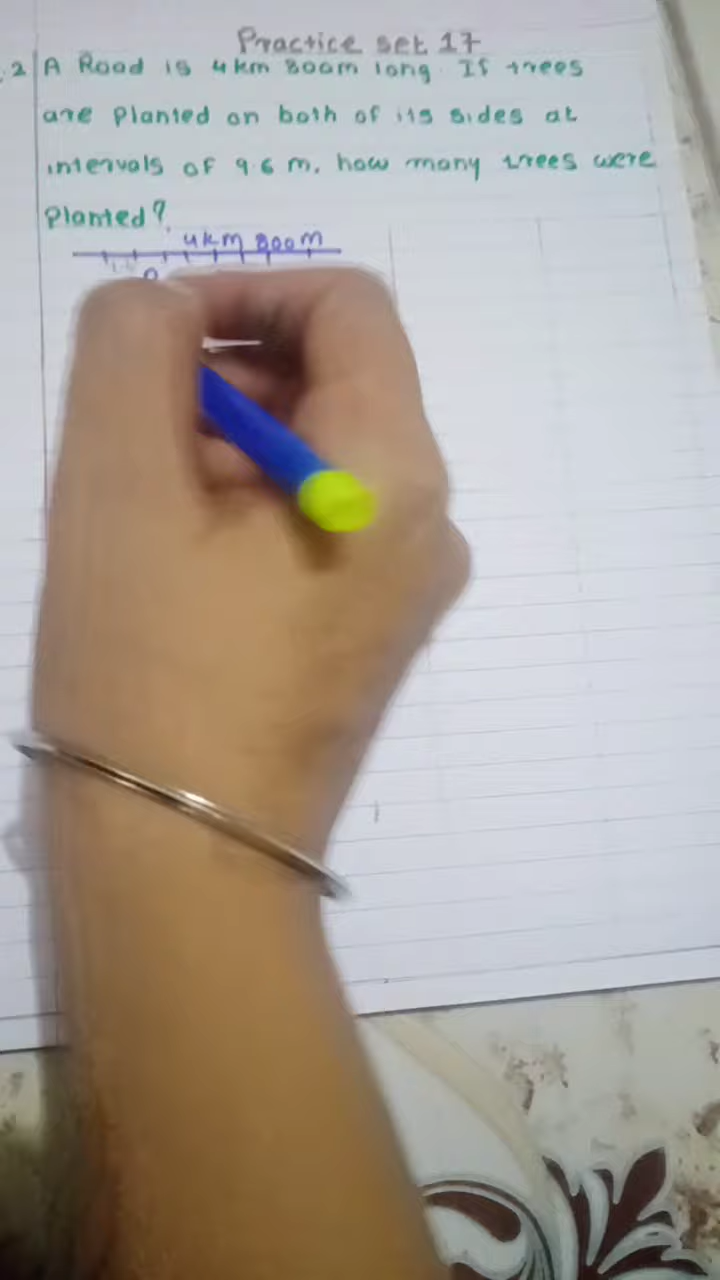 Practice set 17
2 A Road is 4km 800m long. If trees
are Planted on both of its sides at
intervals of 9.6 m. how many trees were
Planted?
4km 800m